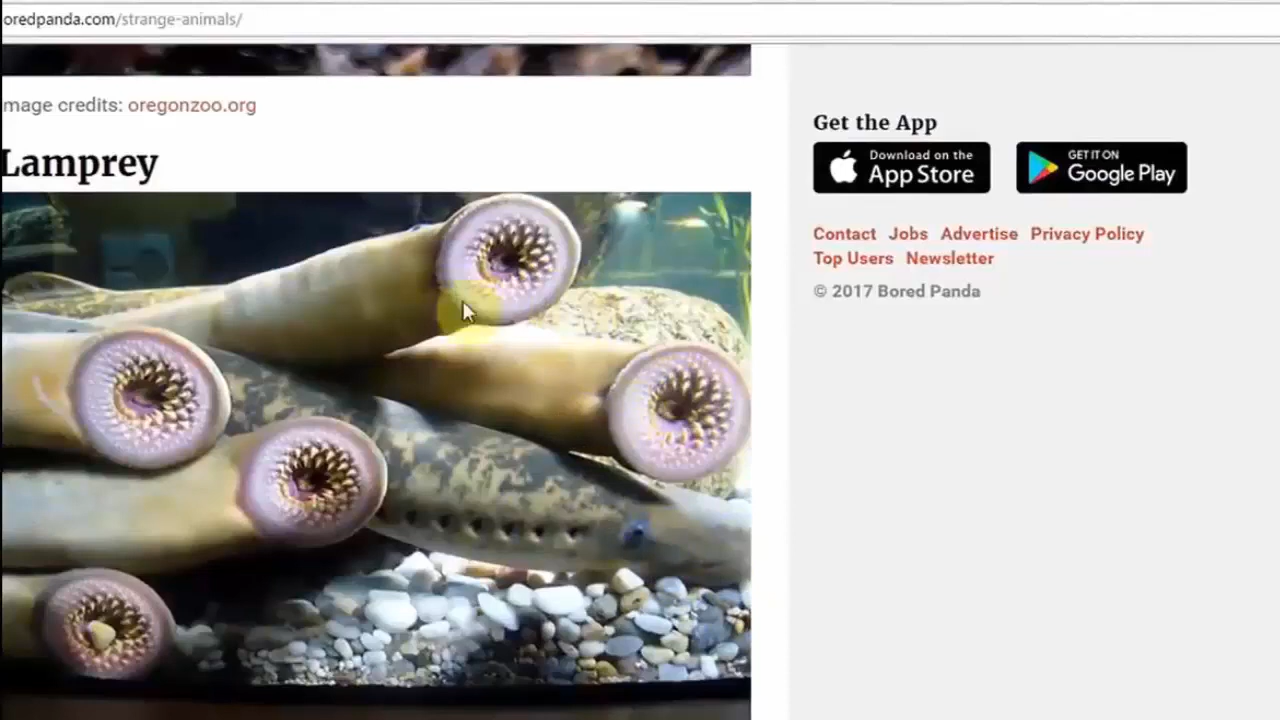 oredpanda.com/strange-animals/
mage credits: oregonzoo.org
Lamprey
Get the App
Download on the
App Store
GET IT ON
Google Play
Contact Jobs Advertise Privacy Policy
Top Users Newsletter
© 2017 Bored Panda